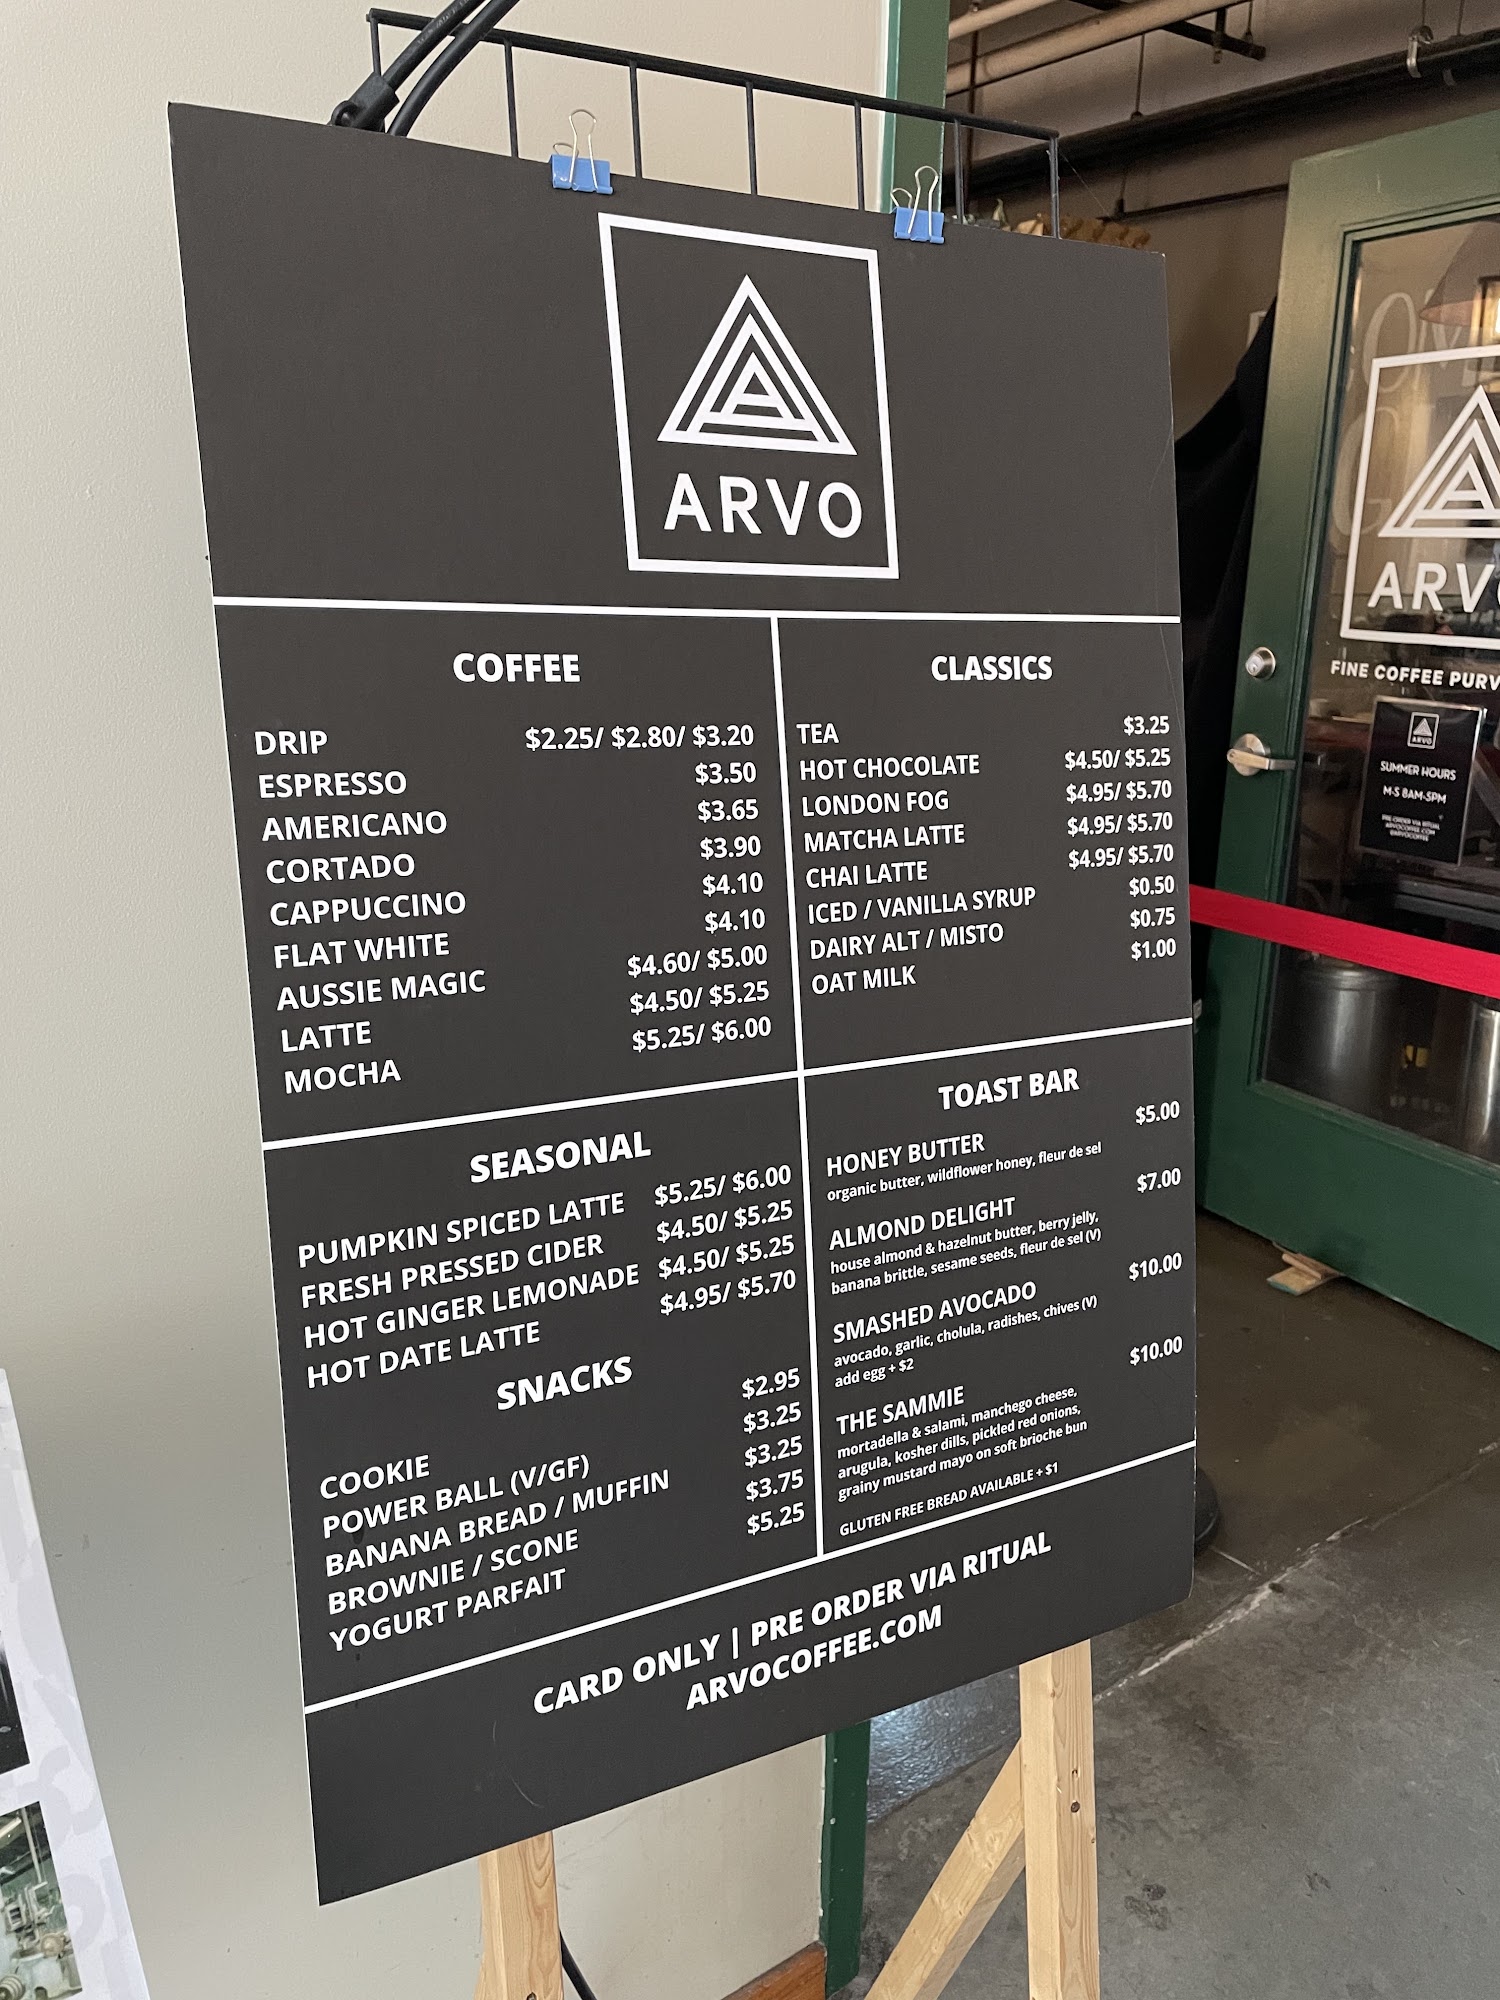 ARVO
COFFEE
DRIP $2.25/ $2.80/ $3.20
ESPRESSO $3.50
AMERICANO $3.65
CORTADO $3.90
CAPPUCCINO $4.10
FLAT WHITE $4.10
AUSSIE MAGIC $4.60/ $5.00
LATTE $4.50/ $5.25
MOCHA $5.25/ $6.00
CLASSICS
TEA $3.25
HOT CHOCOLATE $4.50/ $5.25
LONDON FOG $4.95/ $5.70
MATCHA LATTE $4.95/ $5.70
CHAI LATTE $4.95/ $5.70
ICED / VANILLA SYRUP $0.50
DAIRY ALT / MISTO $0.75
OAT MILK $1.00
SEASONAL
PUMPKIN SPICED LATTE $5.25/ $6.00
FRESH PRESSED CIDER $4.50/ $5.25
HOT GINGER LEMONADE $4.50/ $5.25
HOT DATE LATTE $4.95/ $5.70
SNACKS
COOKIE $2.95
POWER BALL (V/GF) $3.25
BANANA BREAD / MUFFIN $3.25
BROWNIE / SCONE $3.75
YOGURT PARFAIT $5.25
TOAST BAR
HONEY BUTTER $5.00
organic butter, wildflower honey, fleur de sel
ALMOND DELIGHT $7.00
house almond & hazelnut butter, berry jelly,
banana brittle, sesame seeds, fleur de sel (V)
SMASHED AVOCADO $10.00
avocado, garlic, cholula, radishes, chives (V)
add egg + $2
THE SAMMIE $10.00
mortadella & salami, manchego cheese,
arugula, kosher dills, pickled red onions,
grainy mustard mayo on soft brioche bun
GLUTEN FREE BREAD AVAILABLE + $1
CARD ONLY | PRE ORDER VIA RITUAL
ARVOCOFFEE.COM
ARVO
FINE COFFEE PURV
ARVO
SUMMER HOURS
M-S 8AM-5PM
PRE-ORDER VIA RITUAL
ARVOCOFFEE.COM
@ARVOCOFFEE